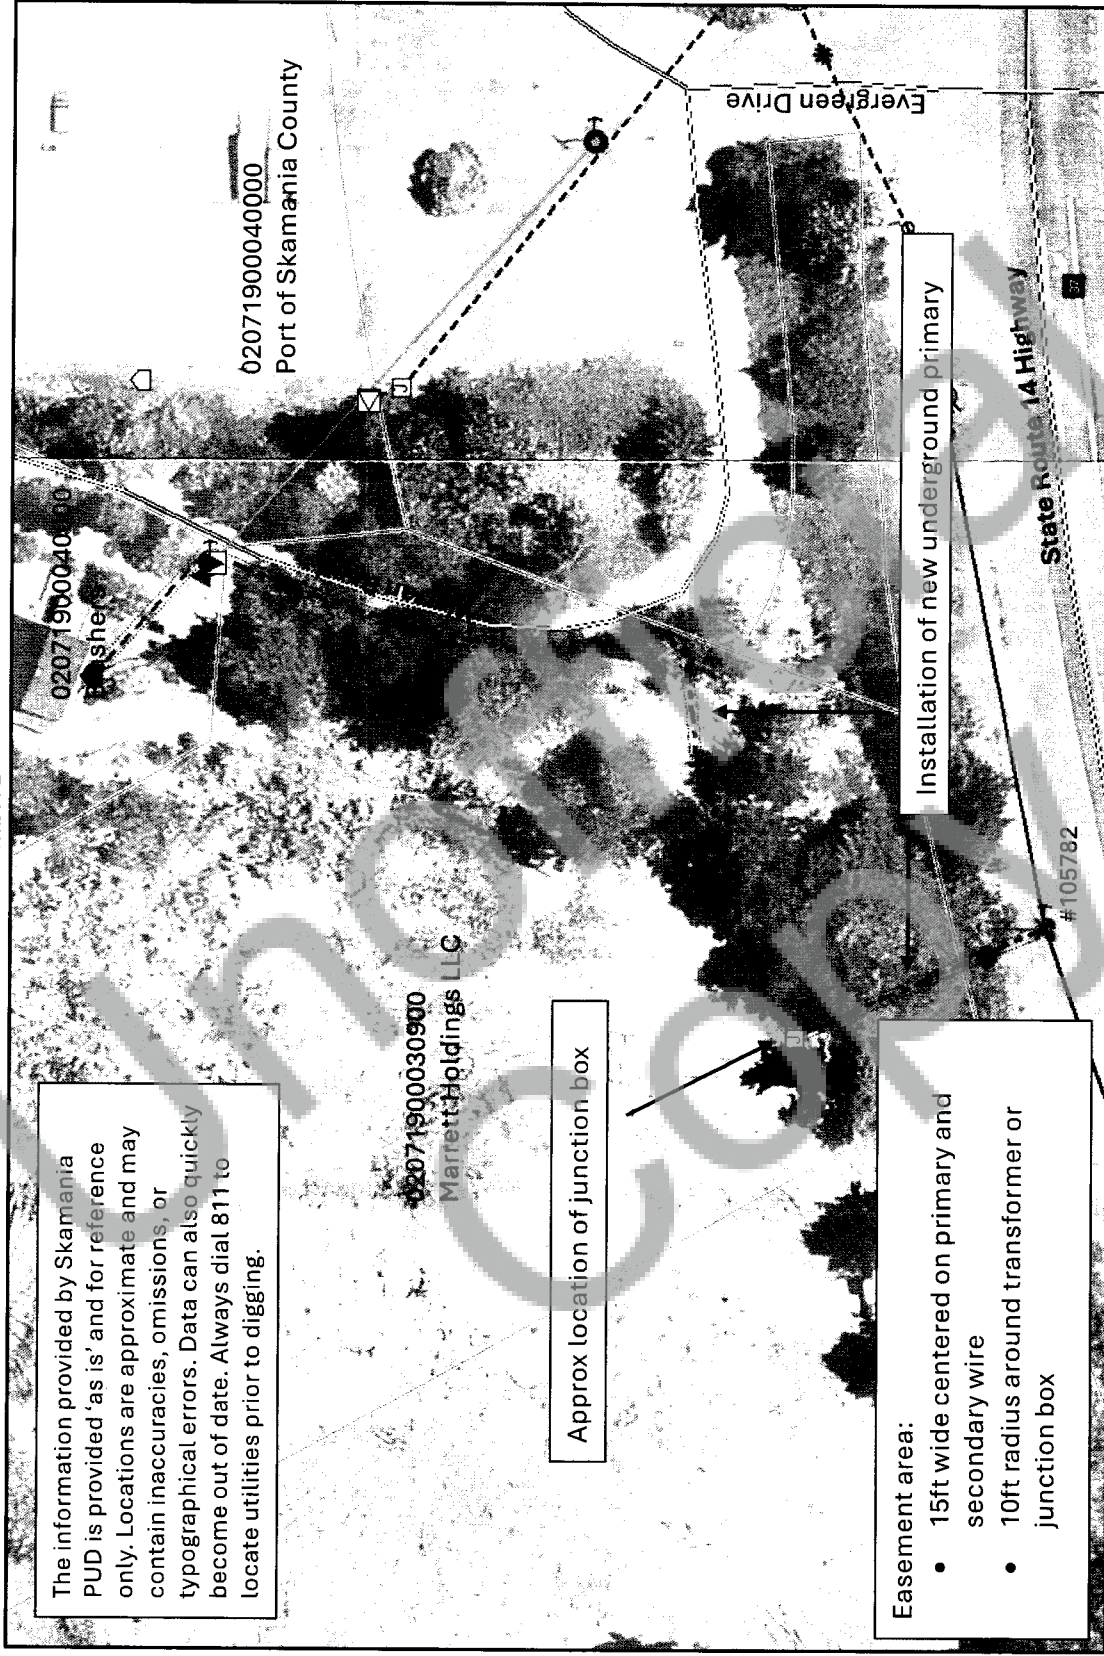 The information provided by Skamania
PUD is provided 'as is' and for reference
only. Locations are approximate and may
contain inaccuracies, omissions, or
typographical errors. Data can also quickly
become out of date. Always dial 811 to
locate utilities prior to digging.
02071900040000
Port of Skamania County
02071900030900
Marrett Holdings LLC
Approx location of junction box
Installation of new underground primary
Evergreen Drive
State Route 14 Highway
#105782
J
J
Easement area:
• 15ft wide centered on primary and
secondary wire
• 10ft radius around transformer or
junction box
Unofficial
Copy